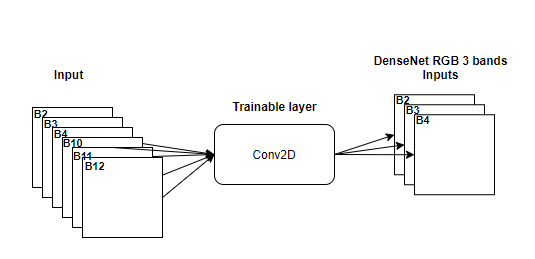 Input
B2
B3
B4
B10
B11
B12
Trainable layer
Conv2D
DenseNet RGB 3 bands
Inputs
B2
B3
B4